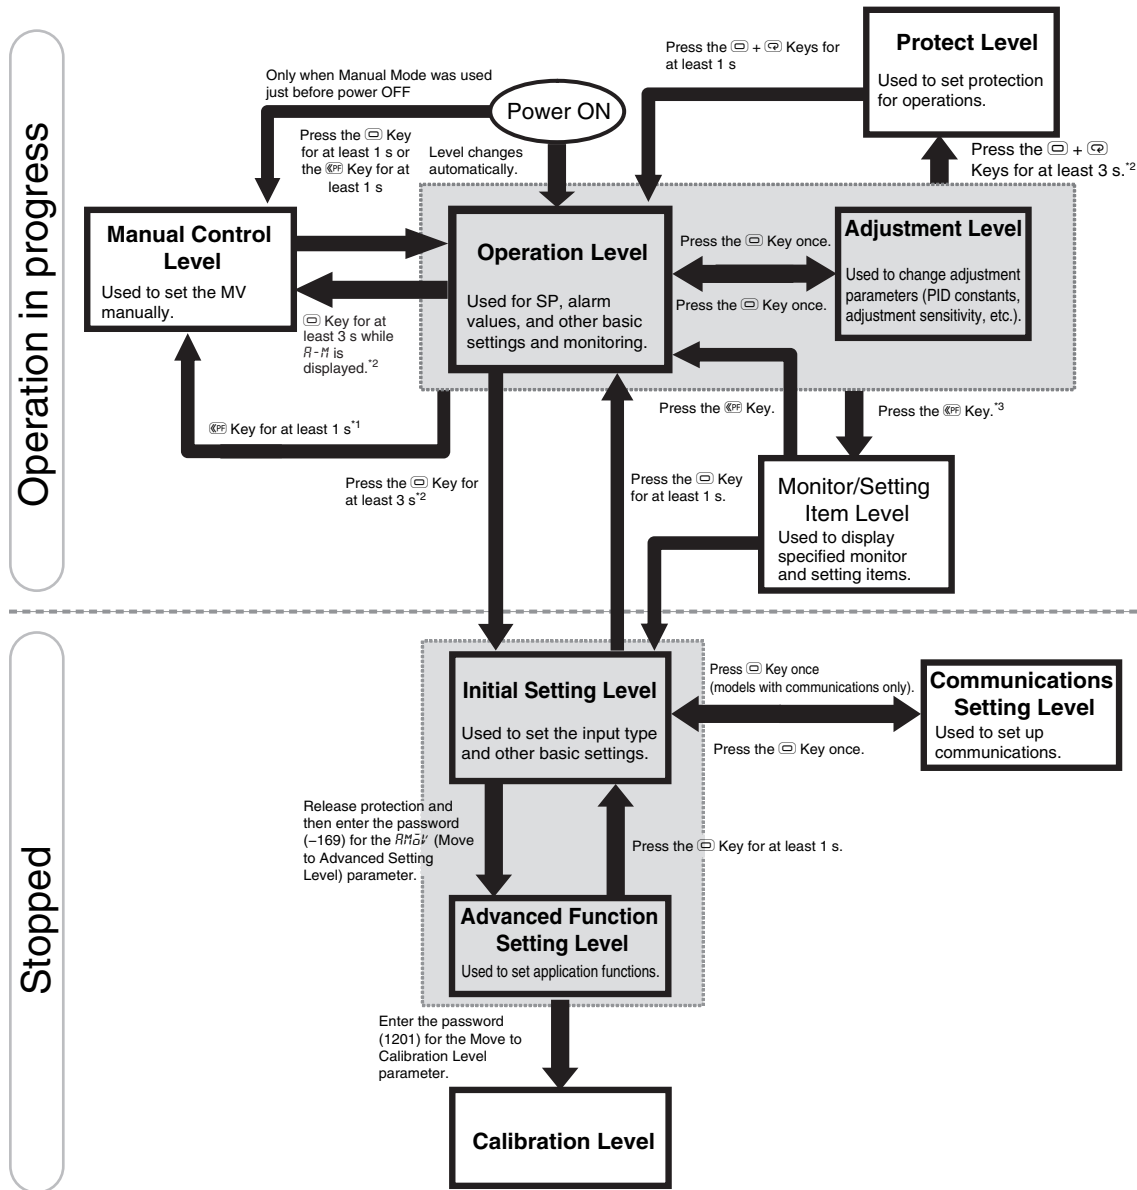 Operation in progress
Protect Level
Used to set protection
for operations.
Press the + Keys for
at least 1 s
Only when Manual Mode was used
just before power OFF
Power ON
Press the Key
for at least 1 s or
the PF Key for at
least 1 s
Level changes
automatically.
Press the +
Keys for at least 3 s.*2
Manual Control
Level
Used to set the MV
manually.
Operation Level
Used for SP, alarm
values, and other basic
settings and monitoring.
Press the Key once.
Press the Key once.
Adjustment Level
Used to change adjustment
parameters (PID constants,
adjustment sensitivity, etc.).
Key for at
least 3 s while
A-M is
displayed.*2
PF Key for at least 1 s*1
Press the PF Key.
Press the PF Key.*3
Press the Key for
at least 3 s*2
Press the Key
for at least 1 s.
Monitor/Setting
Item Level
Used to display
specified monitor
and setting items.
Stopped
Initial Setting Level
Used to set the input type
and other basic settings.
Press Key once
(models with communications only).
Press the Key once.
Communications
Setting Level
Used to set up
communications.
Release protection and
then enter the password
(−169) for the AMOV (Move
to Advanced Setting
Level) parameter.
Press the Key for at least 1 s.
Advanced Function
Setting Level
Used to set application functions.
Enter the password
(1201) for the Move to
Calibration Level
parameter.
Calibration Level